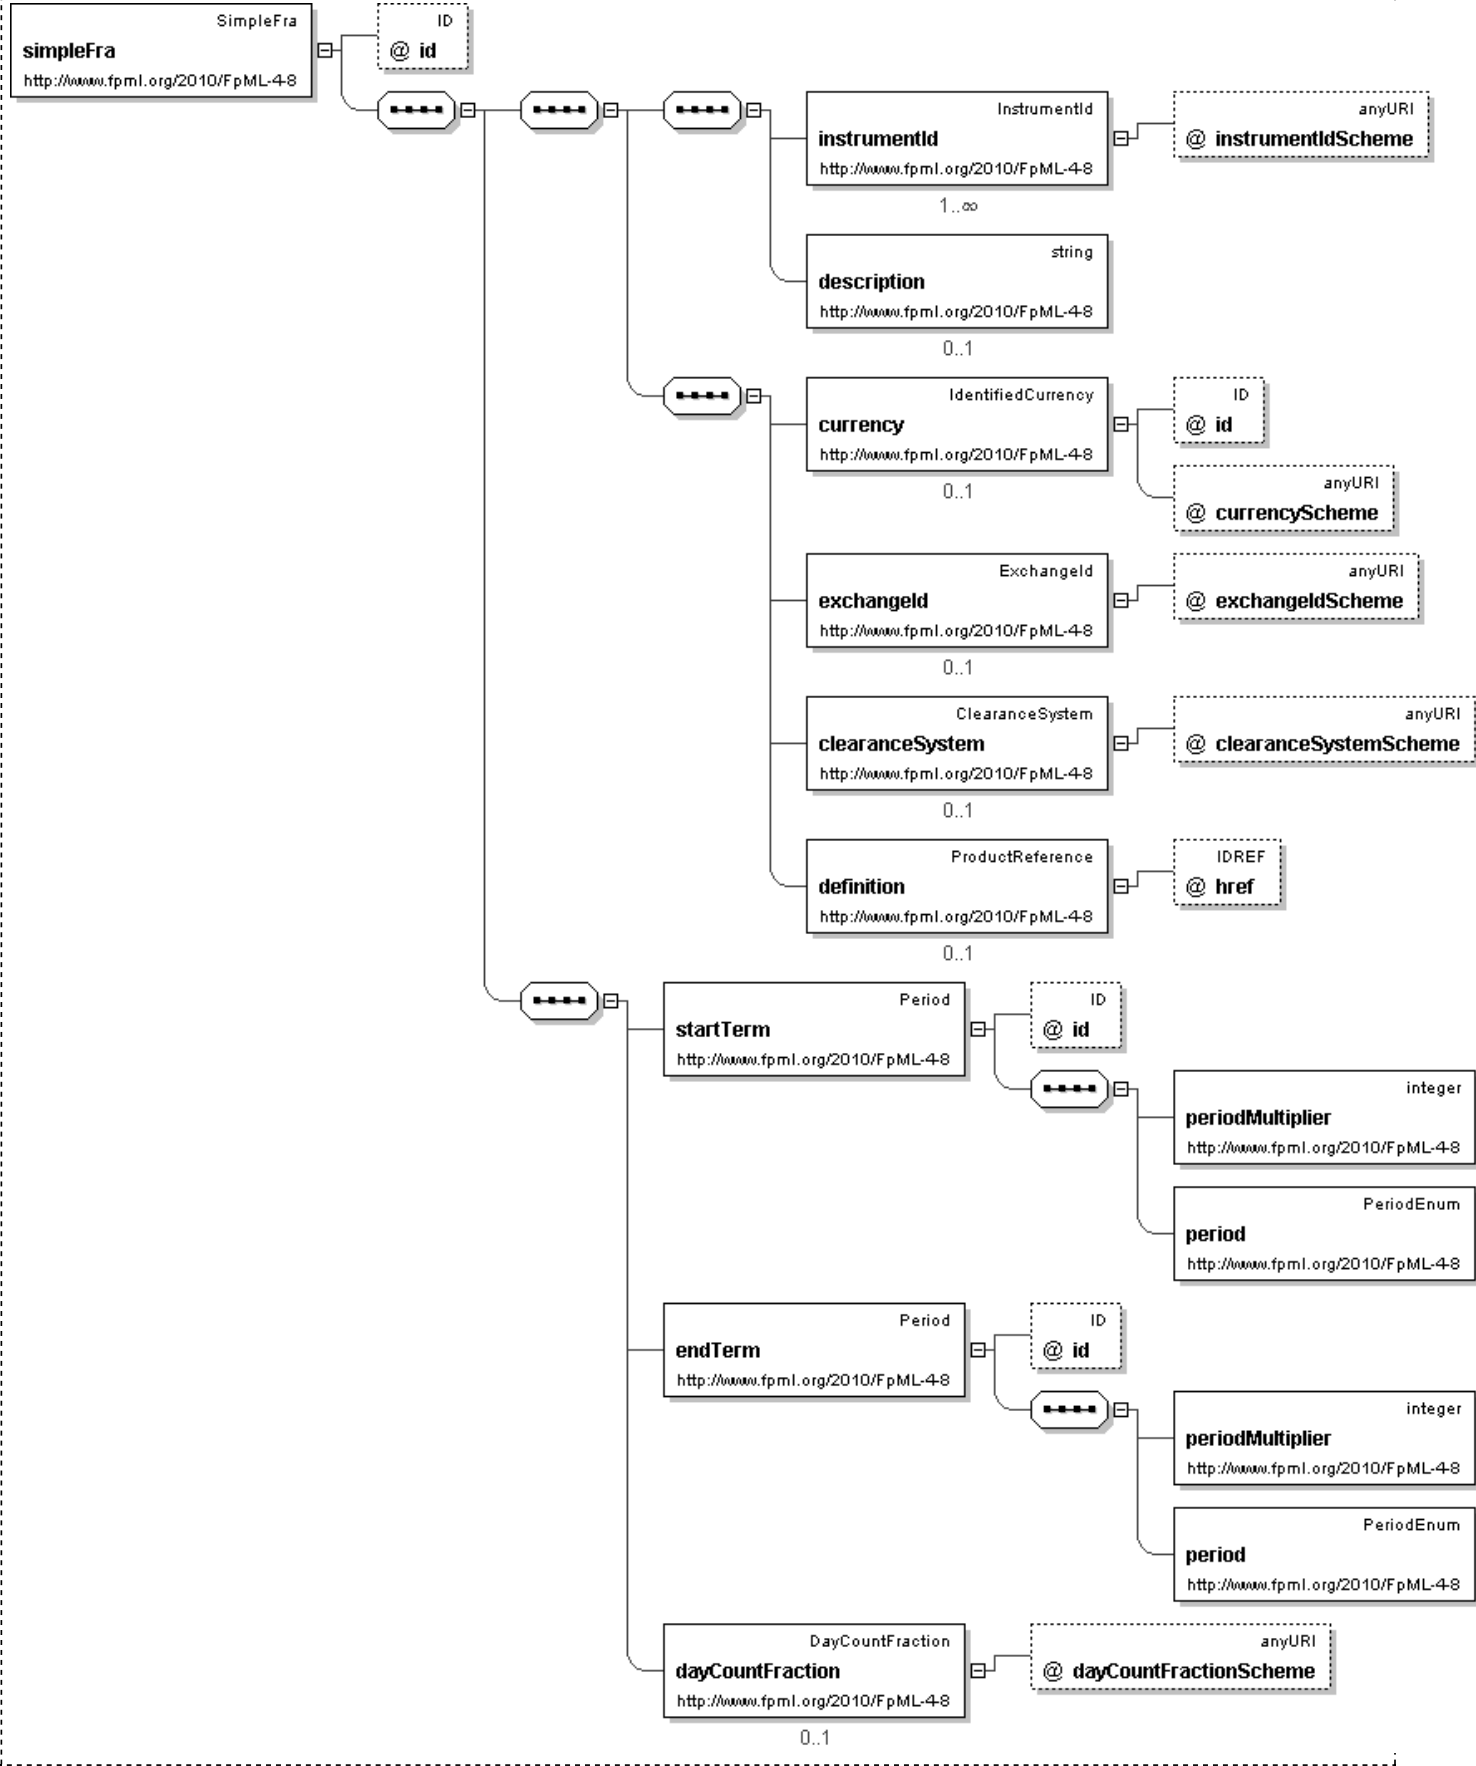 SimpleFra
simpleFra
http://www.fpml.org/2010/FpML-4-8
ID
@ id
InstrumentId
instrumentId
http://www.fpml.org/2010/FpML-4-8
1..∞
anyURI
@ instrumentIdScheme
string
description
http://www.fpml.org/2010/FpML-4-8
0..1
IdentifiedCurrency
currency
http://www.fpml.org/2010/FpML-4-8
0..1
ID
@ id
anyURI
@ currencyScheme
ExchangeId
exchangeId
http://www.fpml.org/2010/FpML-4-8
0..1
anyURI
@ exchangeIdScheme
ClearanceSystem
clearanceSystem
http://www.fpml.org/2010/FpML-4-8
0..1
anyURI
@ clearanceSystemScheme
ProductReference
definition
http://www.fpml.org/2010/FpML-4-8
0..1
IDREF
@ href
Period
startTerm
http://www.fpml.org/2010/FpML-4-8
ID
@ id
integer
periodMultiplier
http://www.fpml.org/2010/FpML-4-8
PeriodEnum
period
http://www.fpml.org/2010/FpML-4-8
Period
endTerm
http://www.fpml.org/2010/FpML-4-8
ID
@ id
integer
periodMultiplier
http://www.fpml.org/2010/FpML-4-8
PeriodEnum
period
http://www.fpml.org/2010/FpML-4-8
DayCountFraction
dayCountFraction
http://www.fpml.org/2010/FpML-4-8
0..1
anyURI
@ dayCountFractionScheme